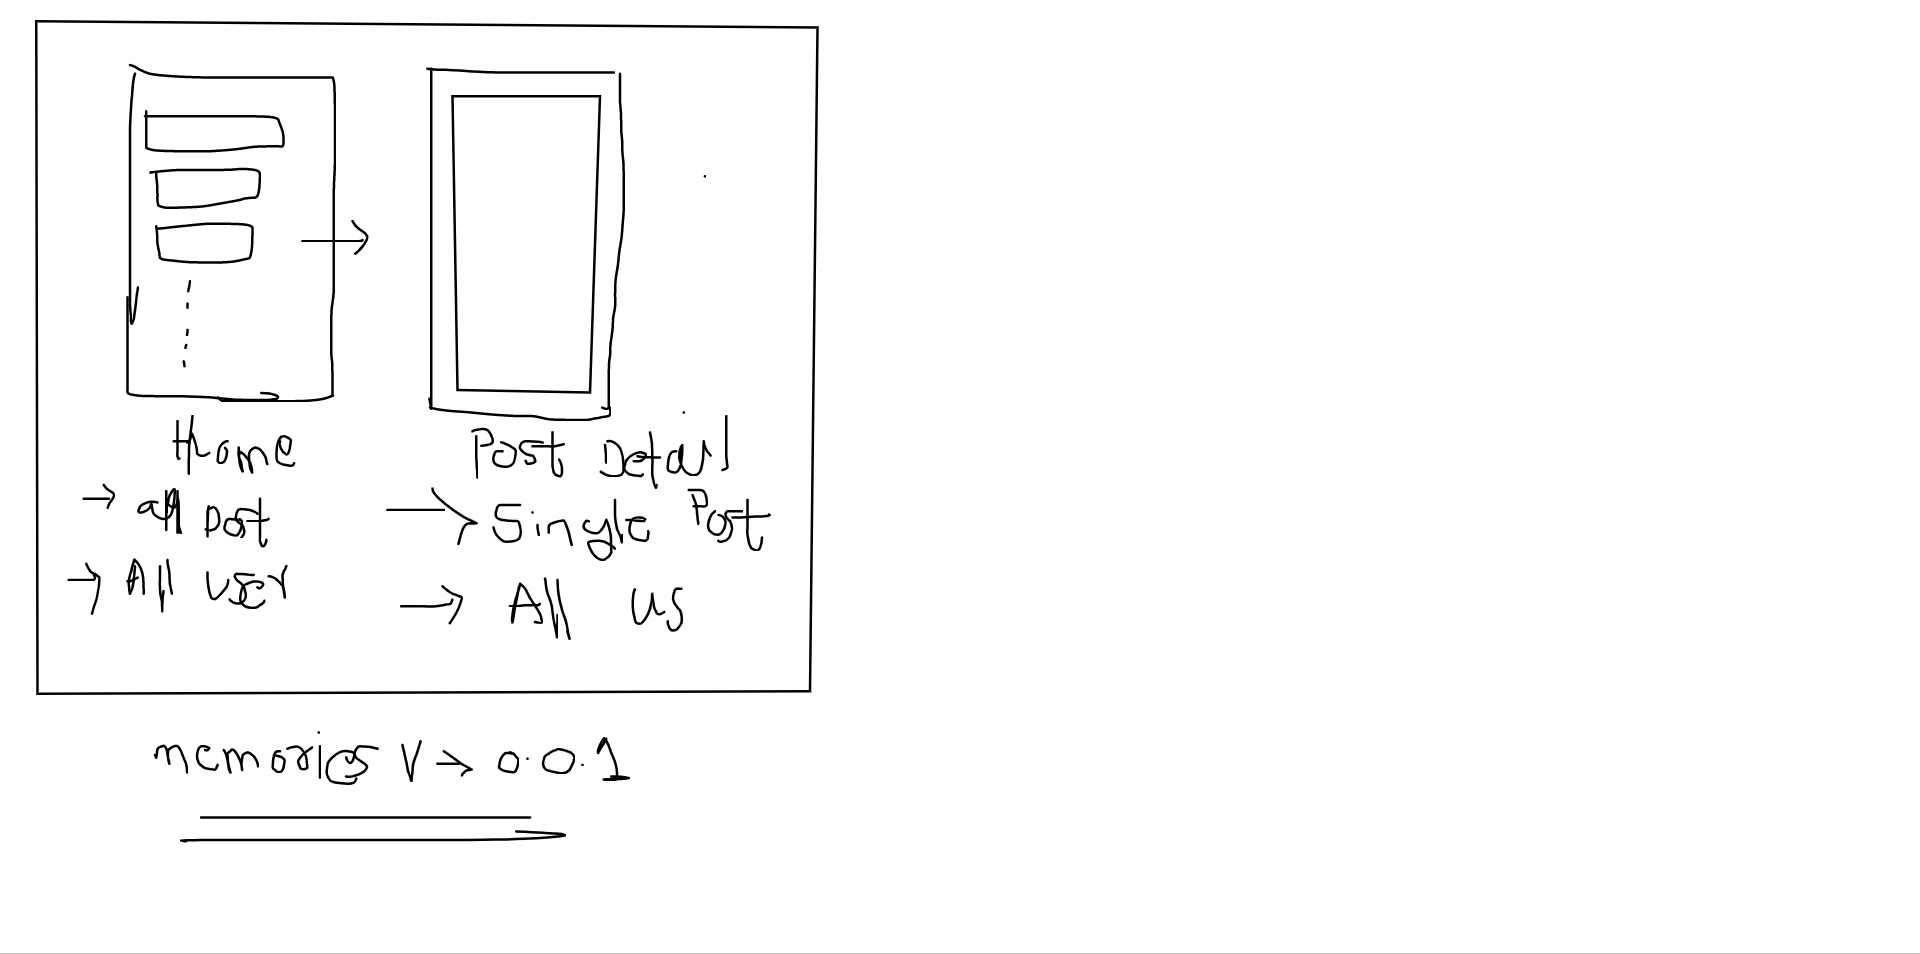 Home
→ all post
→ All user
Post Detail
→ Single Post
→ All us
memories V → 0.0.1